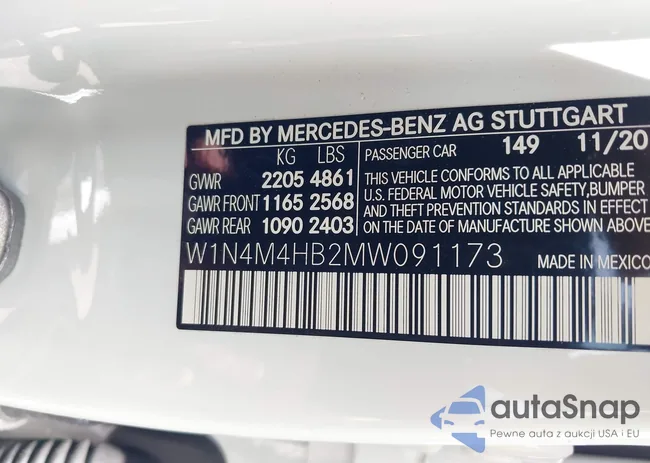 MFD BY MERCEDES-BENZ AG STUTTGART
KG LBS
GVWR 2205 4861
GAWR FRONT 1165 2568
GAWR REAR 1090 2403
PASSENGER CAR 149 11/20
THIS VEHICLE CONFORMS TO ALL APPLICABLE
U.S. FEDERAL MOTOR VEHICLE SAFETY,BUMPER
AND THEFT PREVENTION STANDARDS IN EFFECT
ON THE DATE OF MANUFACTURE SHOWN ABOVE
W1N4M4HB2MW091173
MADE IN MEXICO
autaSnap
Pewne auta z aukcji USA i EU